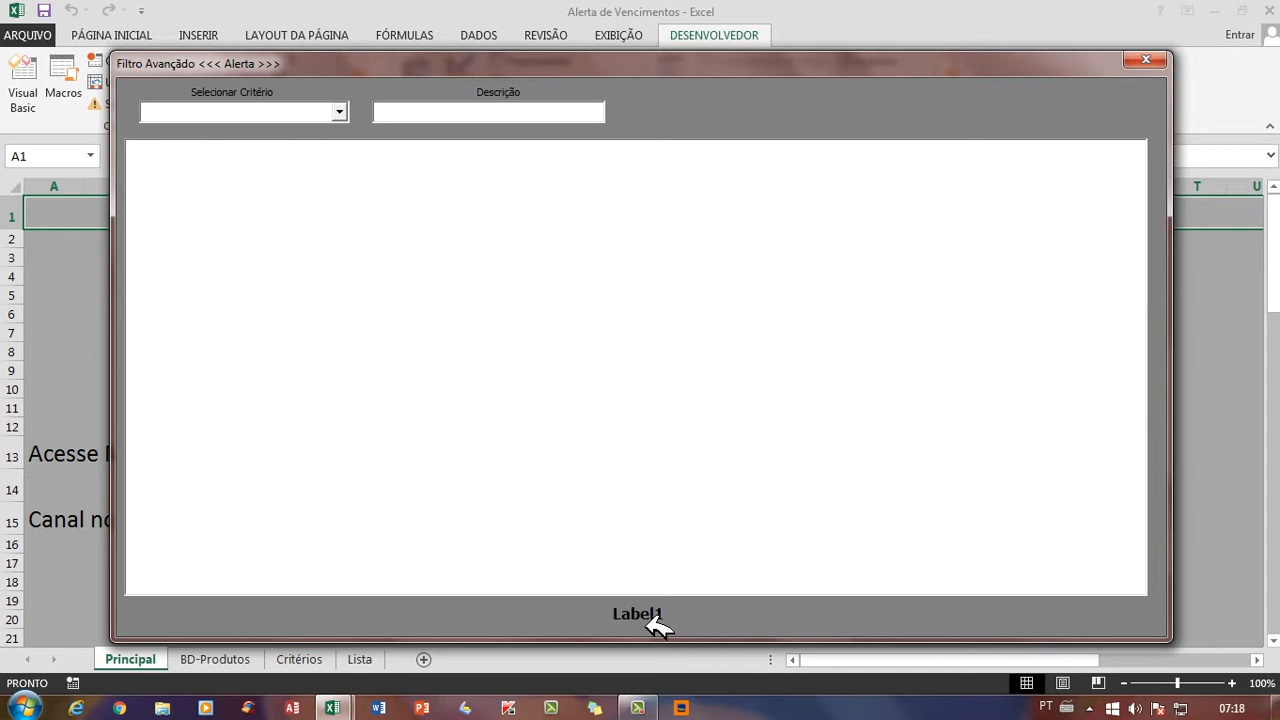 Alerta de Vencimentos - Excel
ARQUIVO PÁGINA INICIAL INSERIR LAYOUT DA PÁGINA FÓRMULAS DADOS REVISÃO EXIBIÇÃO DESENVOLVEDOR Entrar
Visual Basic
Macros
Filtro Avançãdo <<< Alerta >>>
Selecionar Critério Descrição
A1
A T U
1
2
3
4
5
6
7
8
9
10
11
12
13 Acesse
14
15 Canal
16
17
18
19
20
21
Label1
Principal BD-Produtos Critérios Lista
PRONTO 100%
PT 07:18